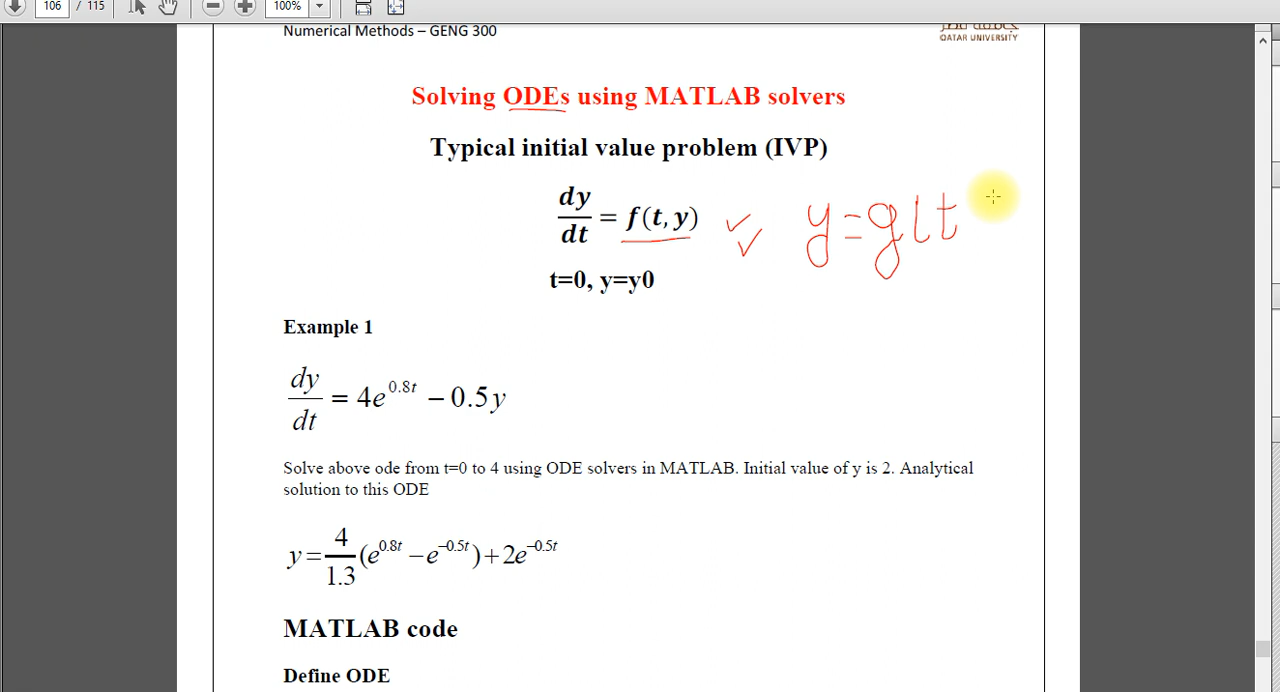 106 / 115 100%
Numerical Methods – GENG 300
جامعة قطر
QATAR UNIVERSITY
Solving ODEs using MATLAB solvers
Typical initial value problem (IVP)
dy/dt = f(t, y) y=g(t
t=0, y=y0
Example 1
dy/dt = 4e^0.8t − 0.5y
Solve above ode from t=0 to 4 using ODE solvers in MATLAB. Initial value of y is 2. Analytical
solution to this ODE
y = 4/1.3 (e^0.8t − e^−0.5t) + 2e^−0.5t
MATLAB code
Define ODE